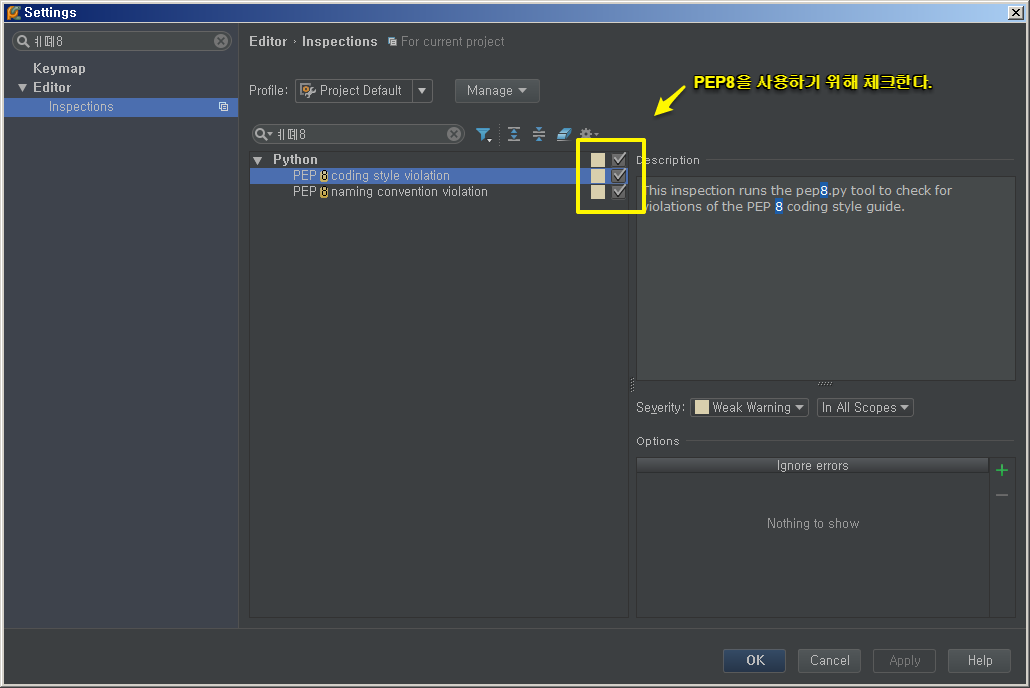 Settings
ㅔㄸ8
Keymap
Editor
Inspections
Editor › Inspections For current project
Profile: Project Default Manage
PEP8을 사용하기 위해 체크한다.
ㅔㄸㅔ8
Python
PEP 8 coding style violation
PEP 8 naming convention violation
Description
This inspection runs the pep8.py tool to check for
violations of the PEP 8 coding style guide.
Severity: Weak Warning In All Scopes
Options
Ignore errors
Nothing to show
OK Cancel Apply Help